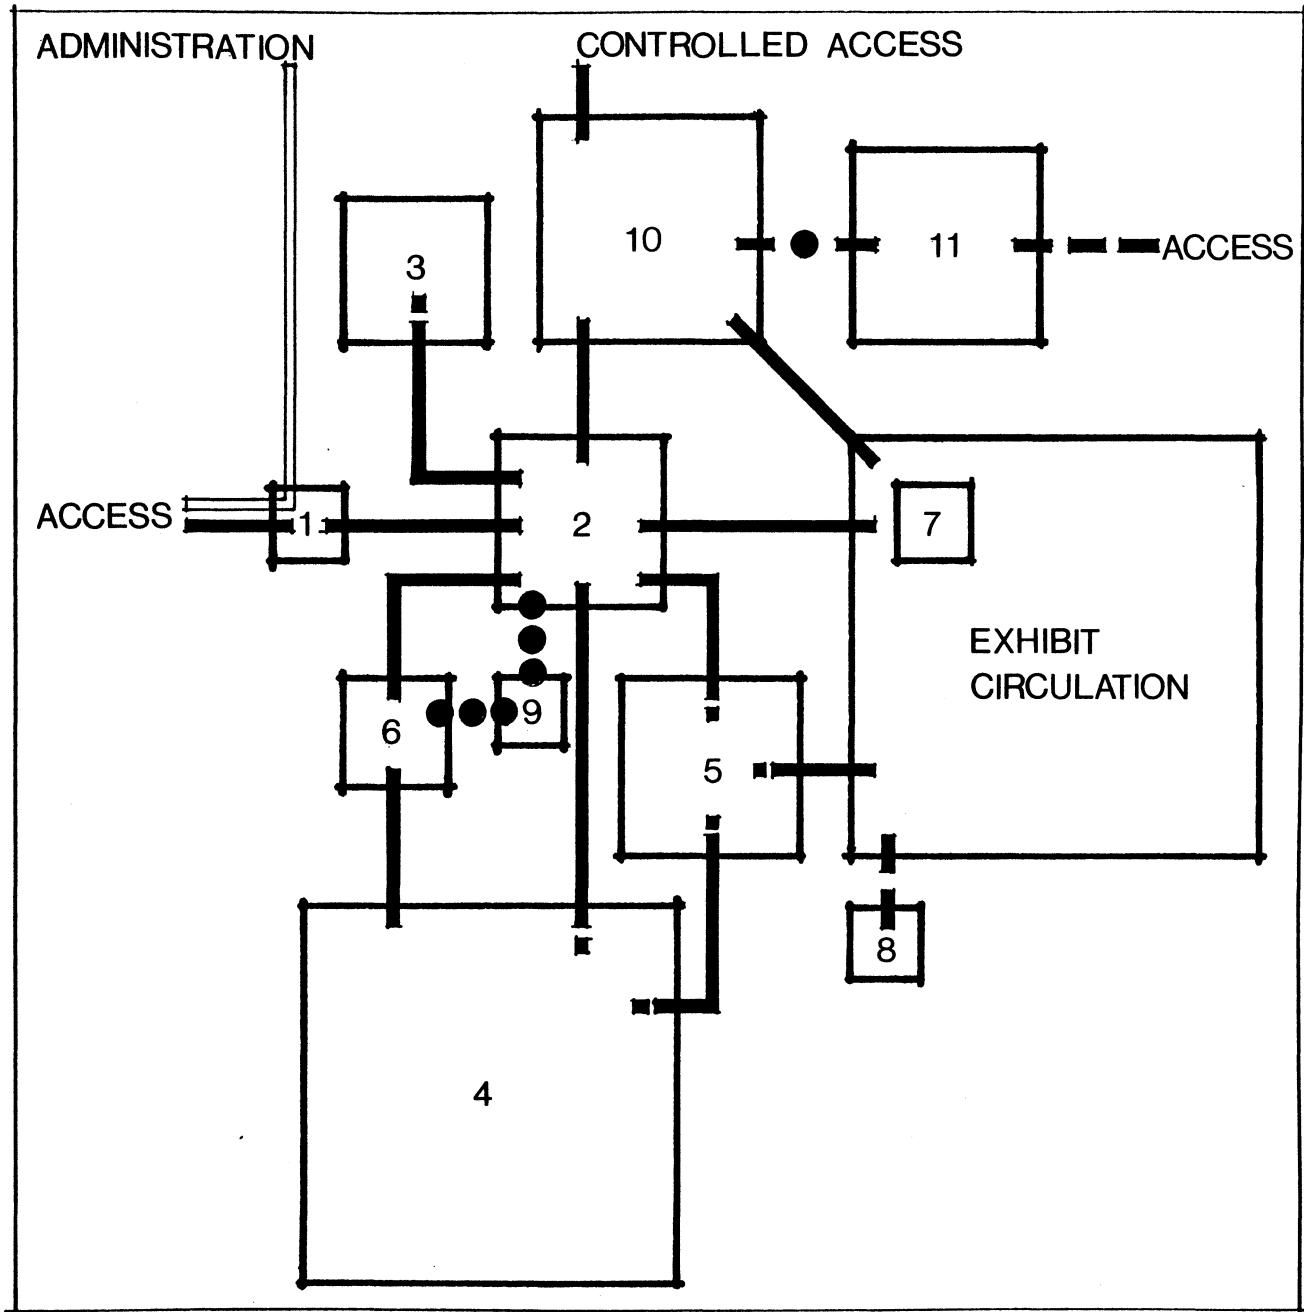 ADMINISTRATION
CONTROLLED ACCESS
10
11
ACCESS
3
ACCESS
1
2
7
EXHIBIT
CIRCULATION
9
6
5
8
4